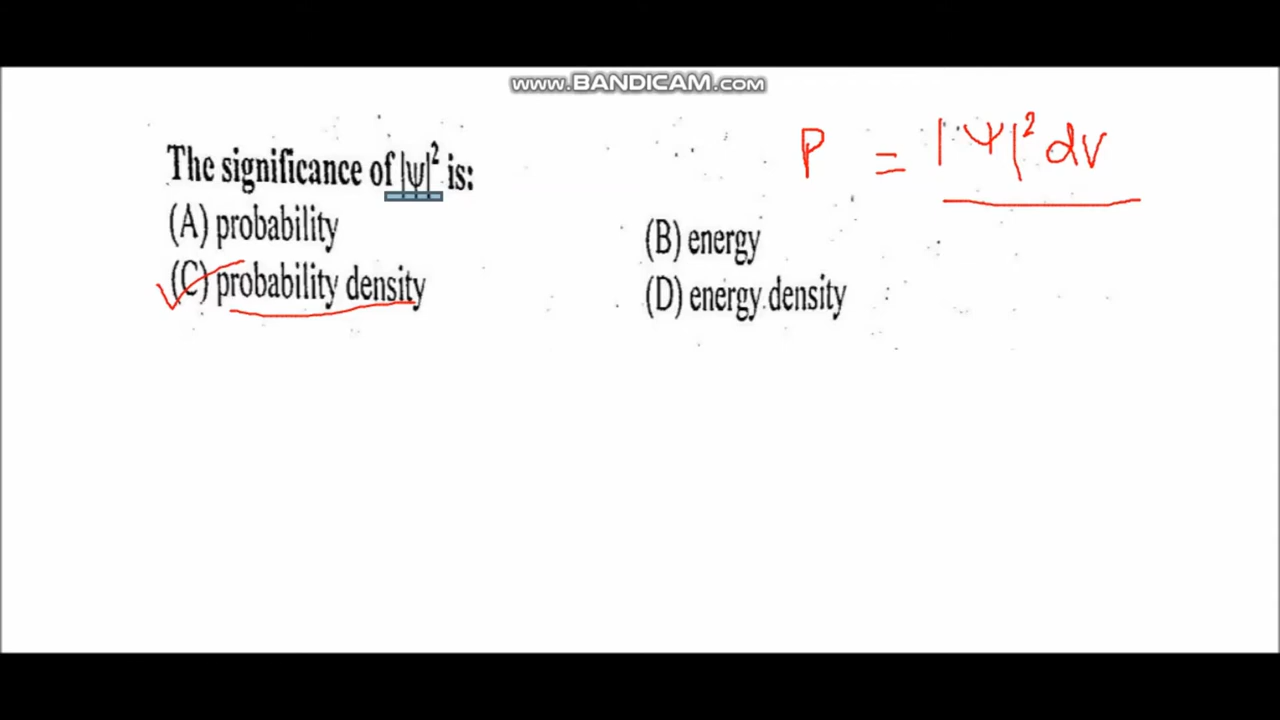 www.BANDICAM.com
The significance of |ψ|² is:
P = |Ψ|² dV
(A) probability
(B) energy
(C) probability density
(D) energy density